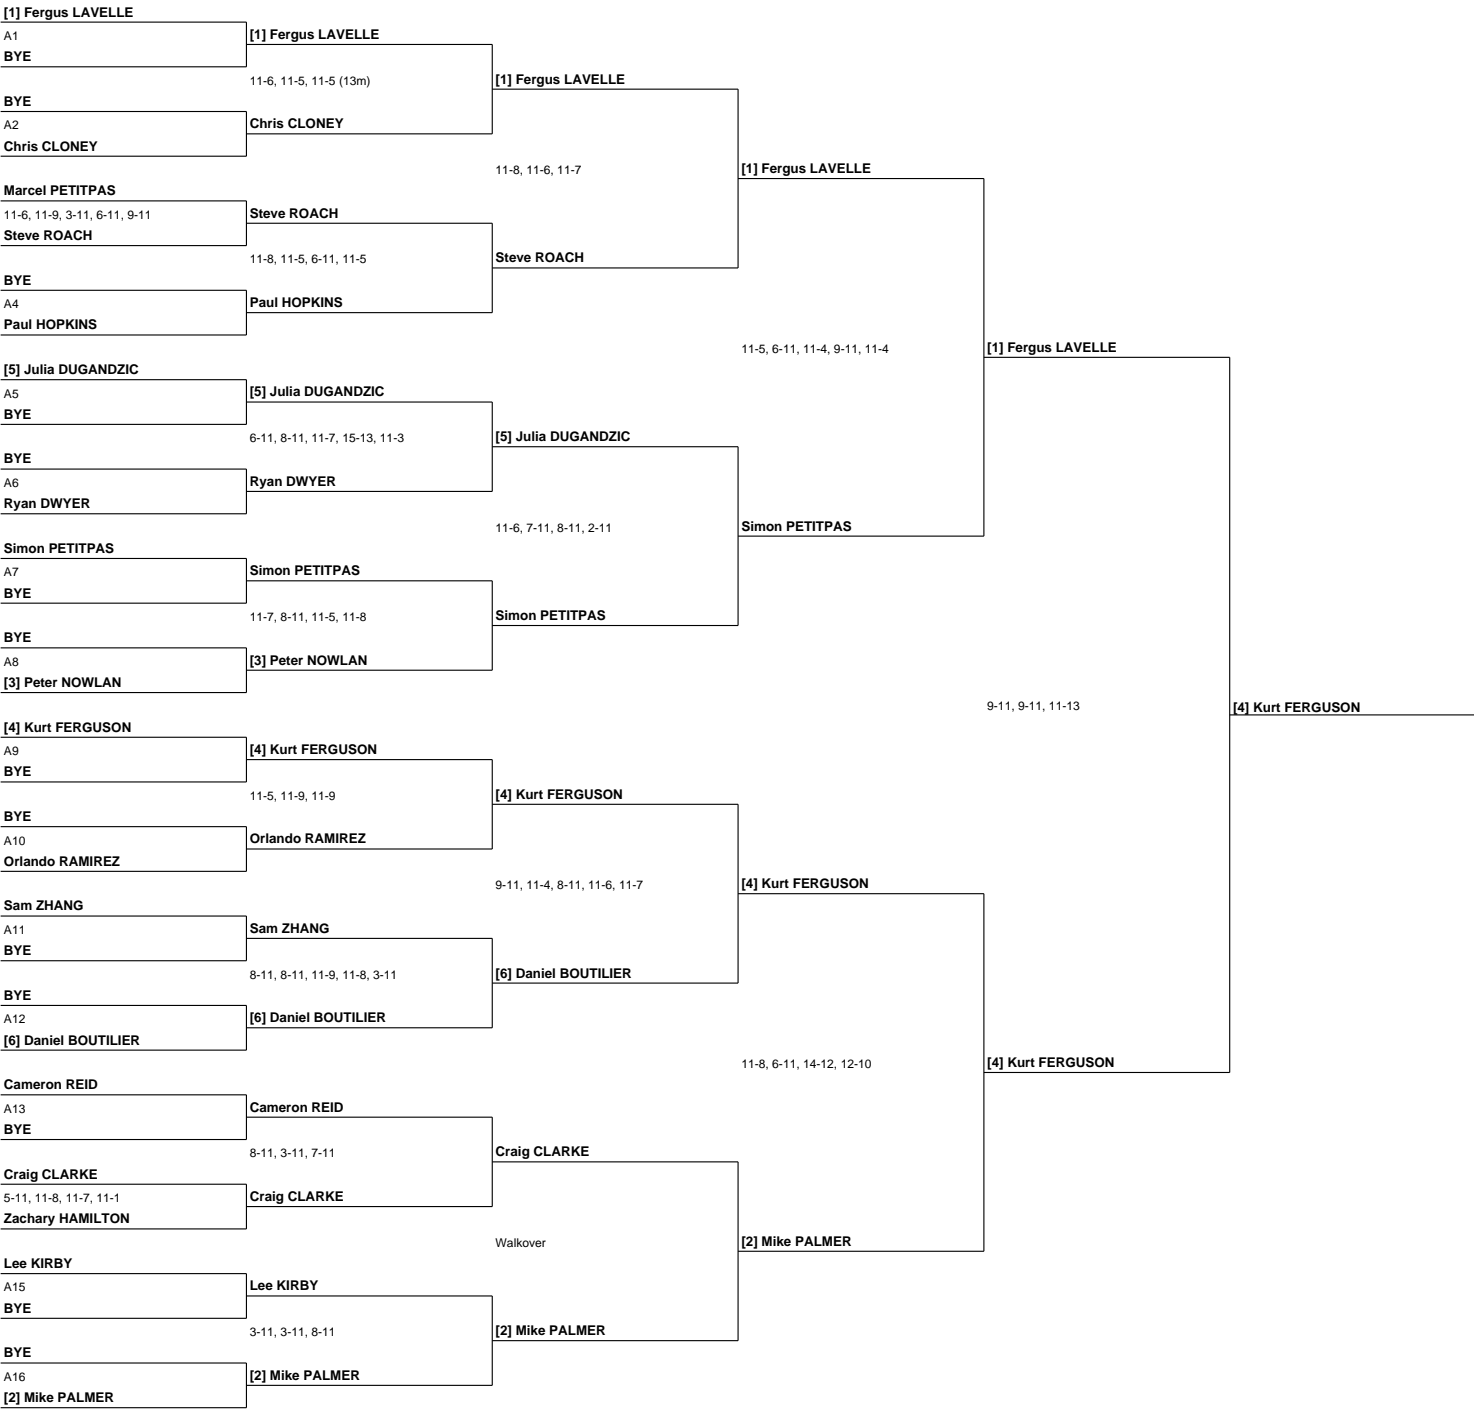 [1] Fergus LAVELLE
A1
BYE
[1] Fergus LAVELLE
11-6, 11-5, 11-5 (13m)
BYE
A2
Chris CLONEY
Chris CLONEY
[1] Fergus LAVELLE
11-8, 11-6, 11-7
Marcel PETITPAS
11-6, 11-9, 3-11, 6-11, 9-11
Steve ROACH
Steve ROACH
11-8, 11-5, 6-11, 11-5
BYE
A4
Paul HOPKINS
Paul HOPKINS
Steve ROACH
[1] Fergus LAVELLE
11-5, 6-11, 11-4, 9-11, 11-4
[5] Julia DUGANDZIC
A5
BYE
[5] Julia DUGANDZIC
6-11, 8-11, 11-7, 15-13, 11-3
BYE
A6
Ryan DWYER
Ryan DWYER
[5] Julia DUGANDZIC
11-6, 7-11, 8-11, 2-11
Simon PETITPAS
A7
BYE
Simon PETITPAS
11-7, 8-11, 11-5, 11-8
BYE
A8
[3] Peter NOWLAN
[3] Peter NOWLAN
Simon PETITPAS
Simon PETITPAS
[1] Fergus LAVELLE
9-11, 9-11, 11-13
[4] Kurt FERGUSON
[4] Kurt FERGUSON
A9
BYE
[4] Kurt FERGUSON
11-5, 11-9, 11-9
BYE
A10
Orlando RAMIREZ
Orlando RAMIREZ
[4] Kurt FERGUSON
9-11, 11-4, 8-11, 11-6, 11-7
Sam ZHANG
A11
BYE
Sam ZHANG
8-11, 8-11, 11-9, 11-8, 3-11
BYE
A12
[6] Daniel BOUTILIER
[6] Daniel BOUTILIER
[6] Daniel BOUTILIER
[4] Kurt FERGUSON
11-8, 6-11, 14-12, 12-10
[4] Kurt FERGUSON
Cameron REID
A13
BYE
Cameron REID
8-11, 3-11, 7-11
Craig CLARKE
5-11, 11-8, 11-7, 11-1
Zachary HAMILTON
Craig CLARKE
Craig CLARKE
Walkover
Lee KIRBY
A15
BYE
Lee KIRBY
3-11, 3-11, 8-11
BYE
A16
[2] Mike PALMER
[2] Mike PALMER
[2] Mike PALMER
[2] Mike PALMER